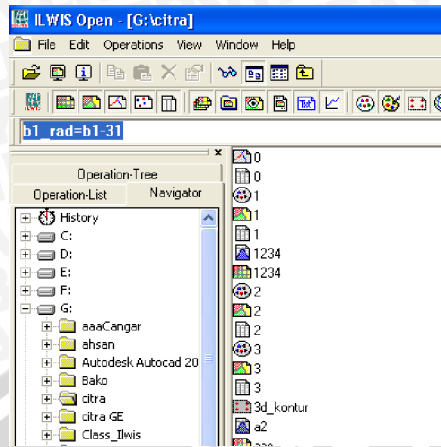 ILWIS Open - [G:\citra]
File Edit Operations View Window Help
b1_rad=b1-31
Operation-Tree
Operation-List Navigator
History
C:
D:
E:
F:
G:
aaaCangar
ahsan
Autodesk Autocad 20
Bako
citra
citra GE
Class_Ilwis
0
0
1
1
1
1234
1234
2
2
2
3
3
3
3d_kontur
a2